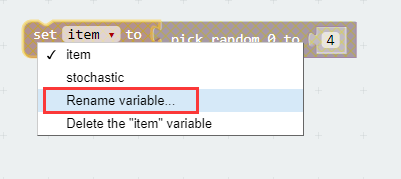 set item ▾ to pick random 0 to 4
✓ item
stochastic
Rename variable...
Delete the "item" variable